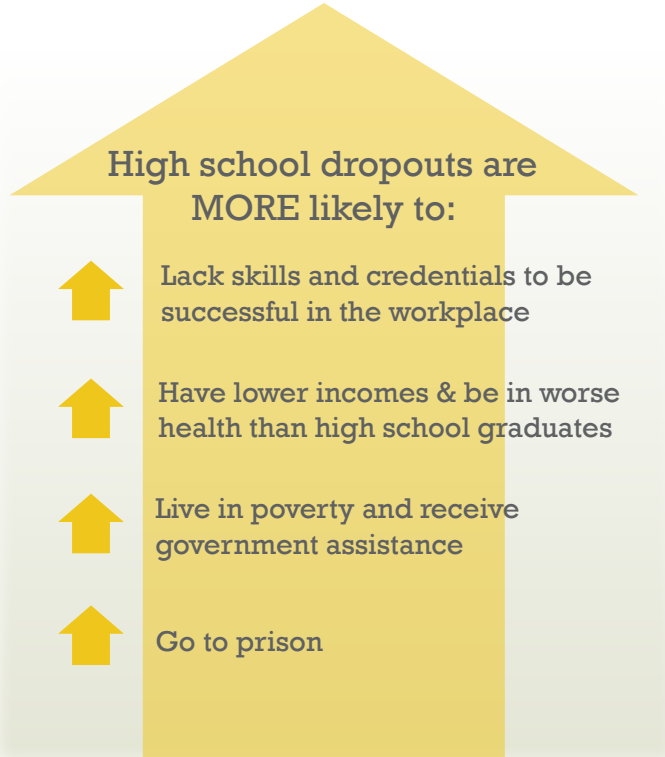 High school dropouts are
MORE likely to:
Lack skills and credentials to be
successful in the workplace
Have lower incomes & be in worse
health than high school graduates
Live in poverty and receive
government assistance
Go to prison